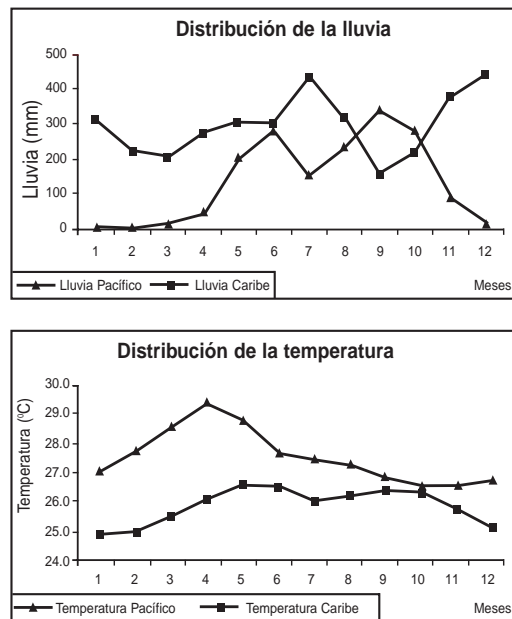 Distribución de la lluvia
Lluvia (mm)
500
400
300
200
100
0
1 2 3 4 5 6 7 8 9 10 11 12
Lluvia Pacífico Lluvia Caribe Meses
Distribución de la temperatura
Temperatura (ºC)
30.0
29.0
28.0
27.0
26.0
25.0
24.0
1 2 3 4 5 6 7 8 9 10 11 12
Temperatura Pacífico Temperatura Caribe Meses